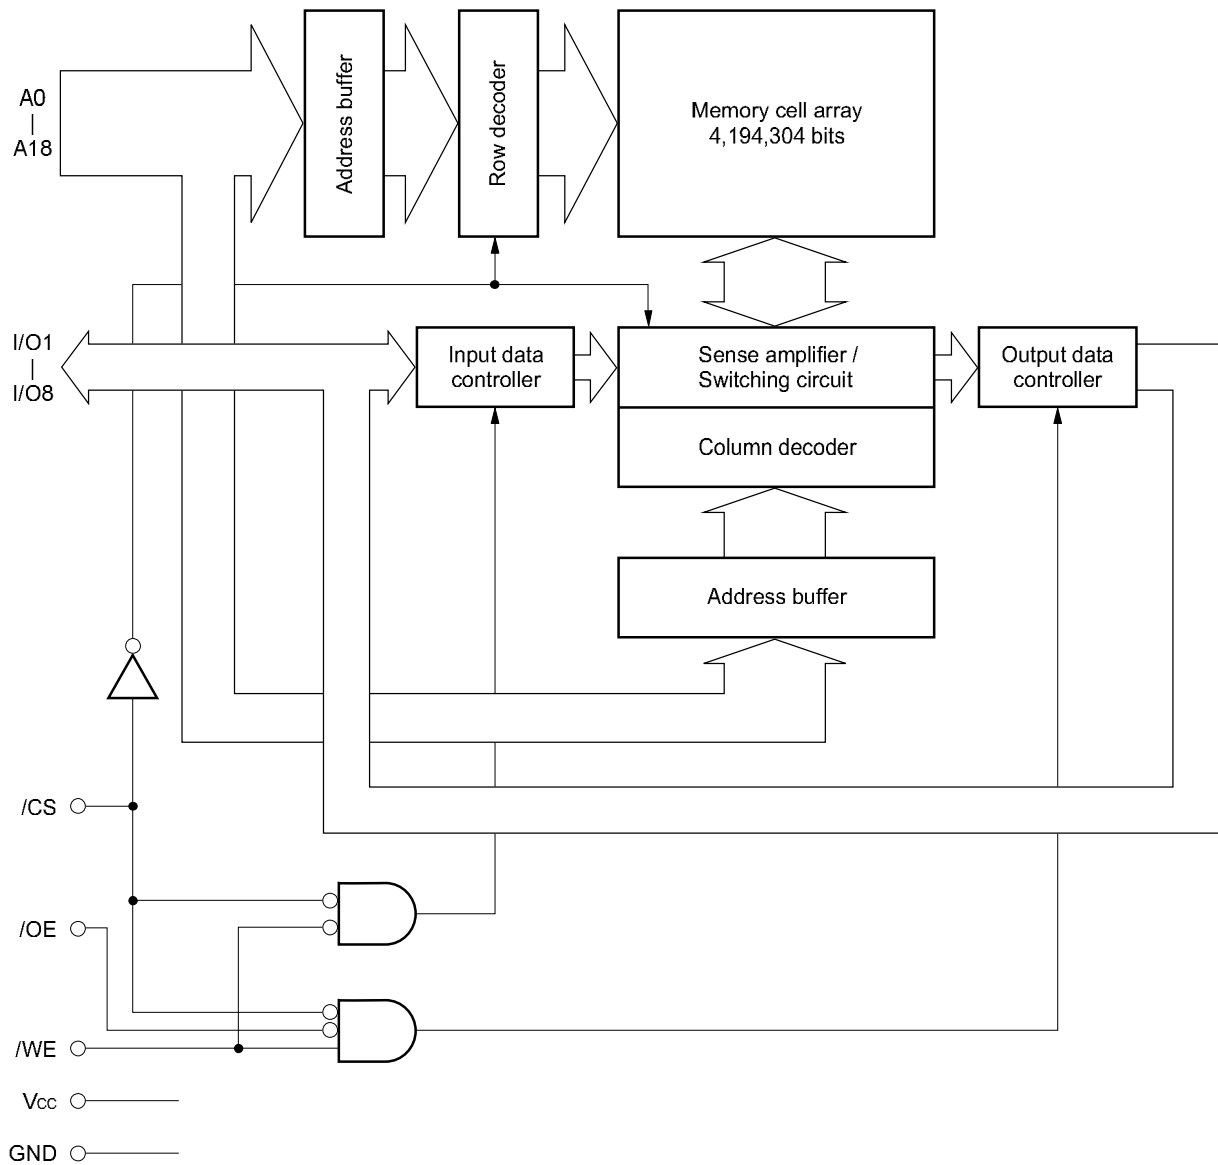 A0
|
A18
Address buffer
Row decoder
Memory cell array
4,194,304 bits
I/O1
|
I/O8
Input data
controller
Sense amplifier /
Switching circuit
Output data
controller
Column decoder
Address buffer
/CS
/OE
/WE
VCC
GND